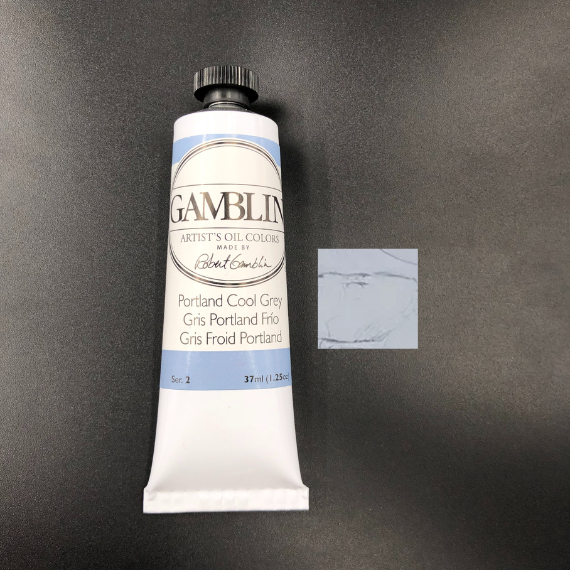 GAMBLIN
ARTIST'S OIL COLORS
MADE BY
Robert Gamblin
Portland Cool Grey
Gris Portland Frío
Gris Froid Portland
Ser. 2 37ml (1.25oz